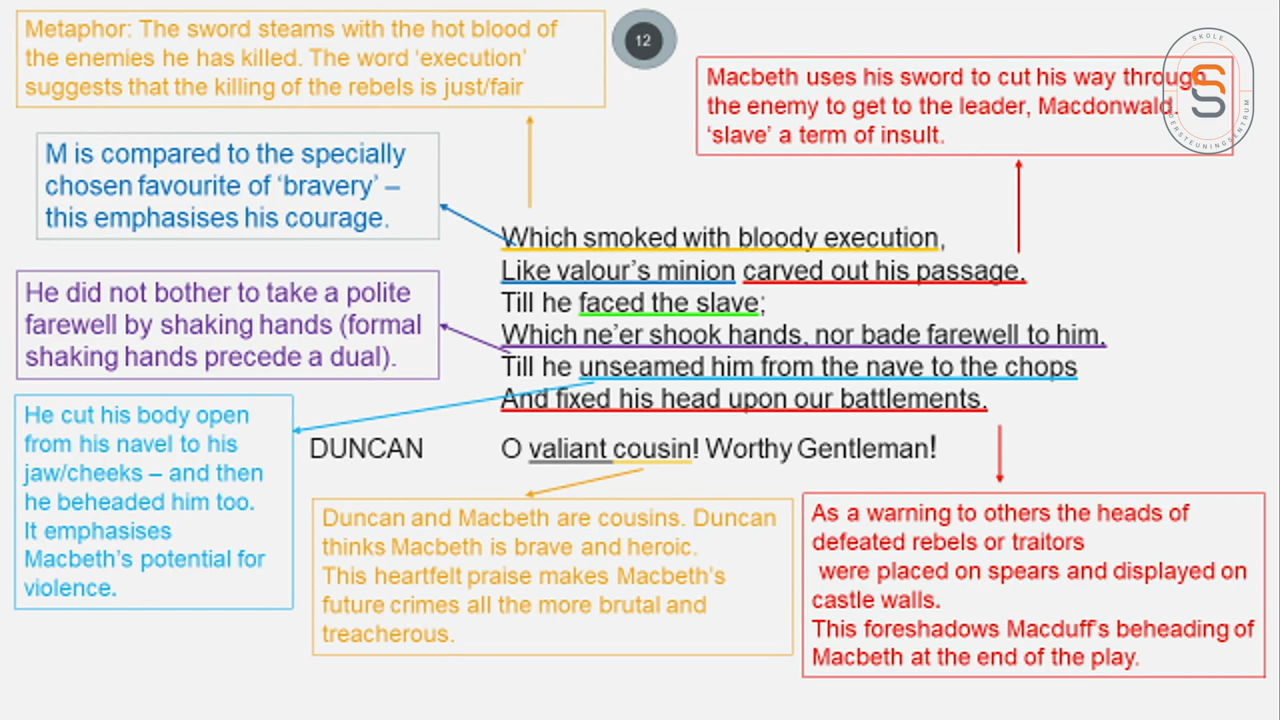 Metaphor: The sword steams with the hot blood of
the enemies he has killed. The word ‘execution’
suggests that the killing of the rebels is just/fair
12
Macbeth uses his sword to cut his way through
the enemy to get to the leader, Macdonwald.
‘slave’ a term of insult.
SKOLE
ONDERSTEUNINGSENTRUM
M is compared to the specially
chosen favourite of ‘bravery’ –
this emphasises his courage.
He did not bother to take a polite
farewell by shaking hands (formal
shaking hands precede a dual).
He cut his body open
from his navel to his
jaw/cheeks – and then
he beheaded him too.
It emphasises
Macbeth’s potential for
violence.
Which smoked with bloody execution,
Like valour’s minion carved out his passage,
Till he faced the slave;
Which ne’er shook hands, nor bade farewell to him,
Till he unseamed him from the nave to the chops
And fixed his head upon our battlements.
DUNCAN O valiant cousin! Worthy Gentleman!
Duncan and Macbeth are cousins. Duncan
thinks Macbeth is brave and heroic.
This heartfelt praise makes Macbeth’s
future crimes all the more brutal and
treacherous.
As a warning to others the heads of
defeated rebels or traitors
were placed on spears and displayed on
castle walls.
This foreshadows Macduff’s beheading of
Macbeth at the end of the play.